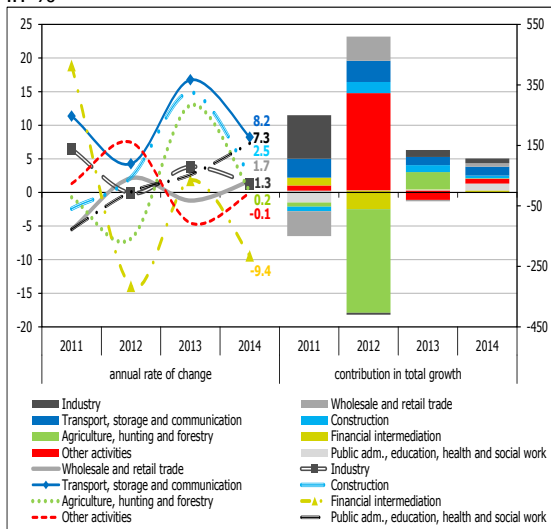 in %
25 550
20
15 350
10 150
5
0 -50
-5
-10 -250
-15
-20 -450
8.2
7.3
2.5
1.7
1.3
0.2
-0.1
-9.4
2011 2012 2013 2014 2011 2012 2013 2014
annual rate of change contribution in total growth
Industry Wholesale and retail trade
Transport, storage and communication Construction
Agriculture, hunting and forestry Financial intermediation
Other activities Public adm., education, health and social work
Wholesale and retail trade Industry
Transport, storage and communication Construction
Agriculture, hunting and forestry Financial intermediation
Other activities Public adm., education, health and social work